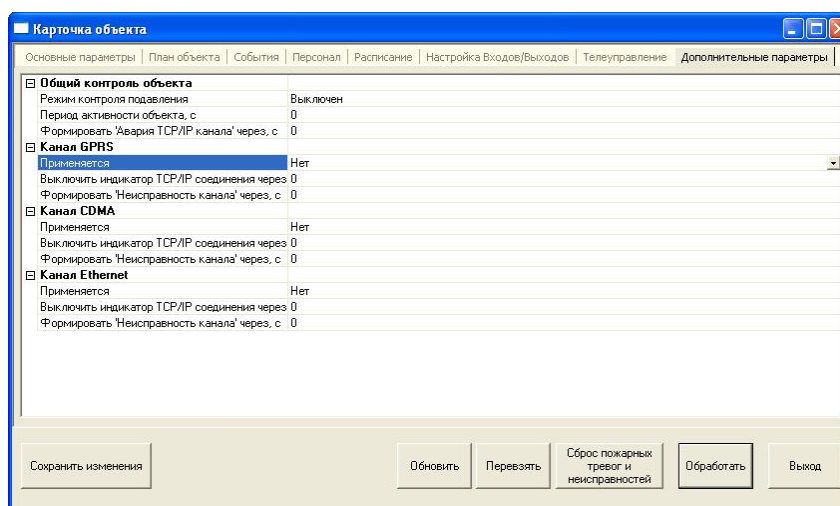 Карточка объекта
Основные параметры План объекта События Персонал Расписание Настройка Входов/Выходов Телеуправление Дополнительные параметры
Общий контроль объекта
Режим контроля подавления Выключен
Период активности объекта, с 0
Формировать 'Авария TCP/IP канала' через, с 0
Канал GPRS
Применяется Нет
Выключить индикатор TCP/IP соединения через 0
Формировать 'Неисправность канала' через, с 0
Канал CDMA
Применяется Нет
Выключить индикатор TCP/IP соединения через 0
Формировать 'Неисправность канала' через, с 0
Канал Ethernet
Применяется Нет
Выключить индикатор TCP/IP соединения через 0
Формировать 'Неисправность канала' через, с 0
Сохранить изменения
Обновить
Перевзять
Сброс пожарных
тревог и
неисправностей
Обработать
Выход